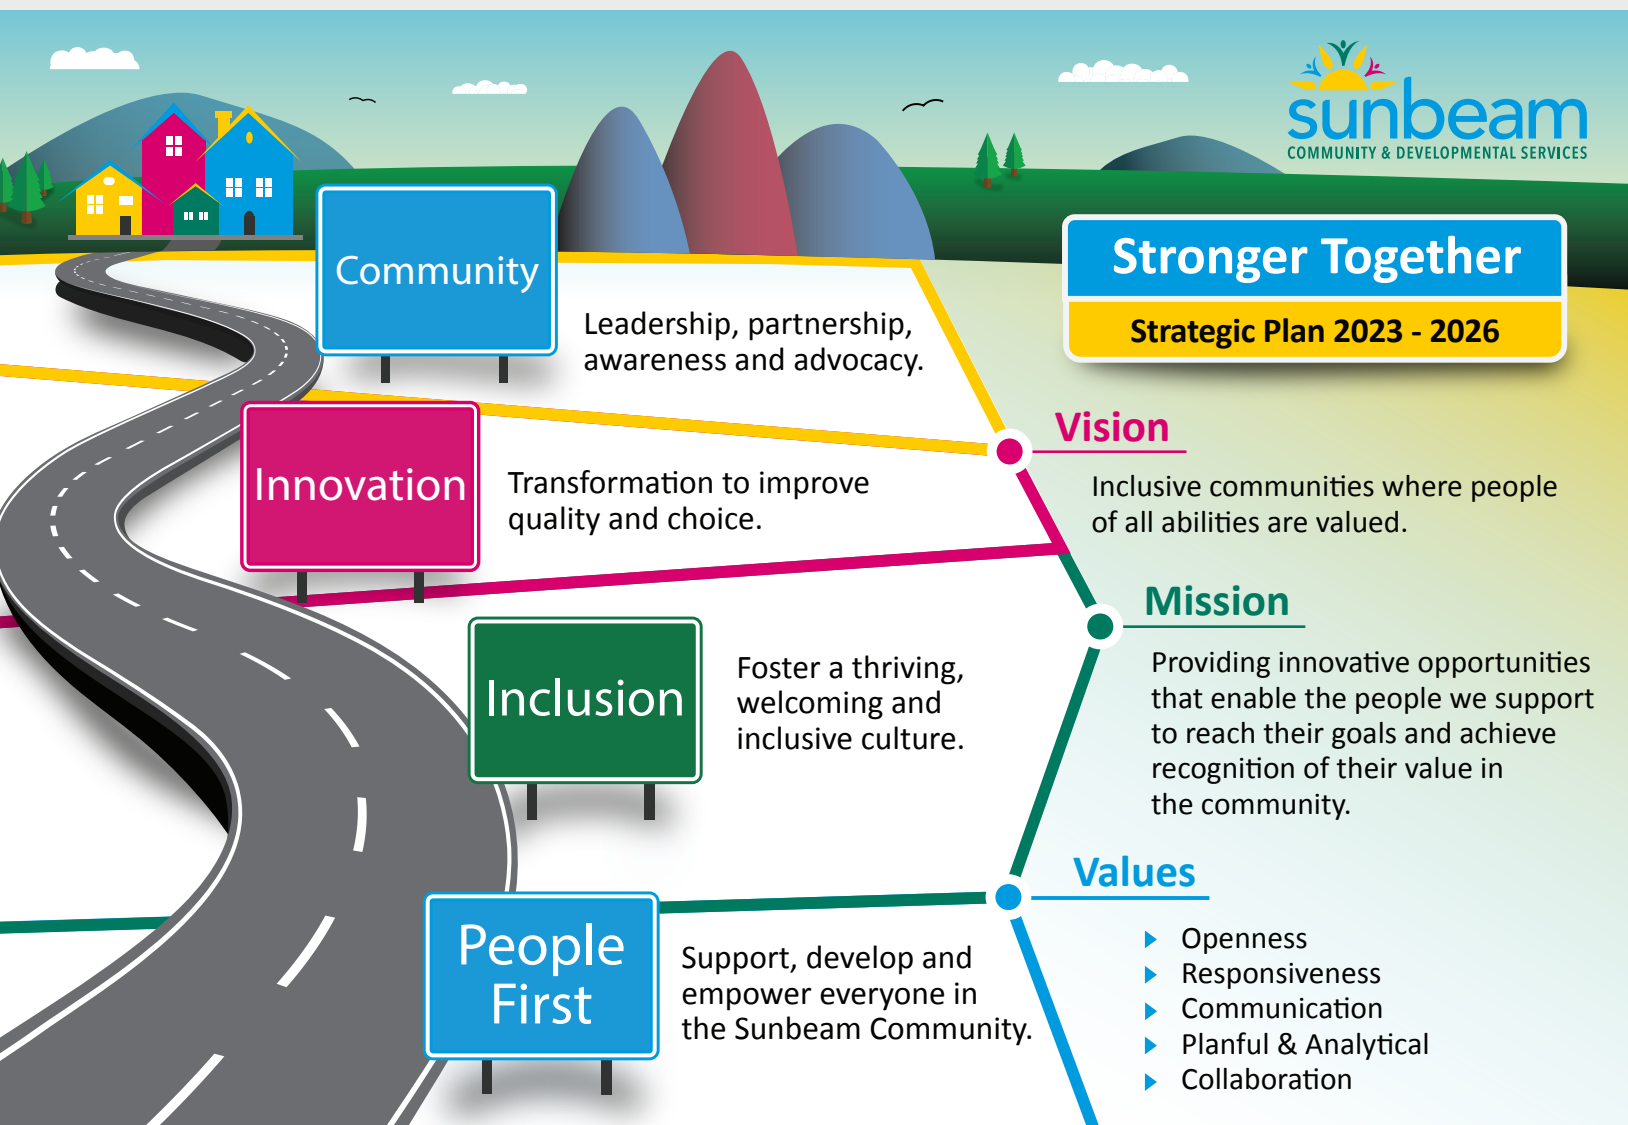 sunbeam
COMMUNITY & DEVELOPMENTAL SERVICES
Stronger Together
Strategic Plan 2023 - 2026
Community
Leadership, partnership,
awareness and advocacy.
Innovation
Transformation to improve
quality and choice.
Inclusion
Foster a thriving,
welcoming and
inclusive culture.
People
First
Support, develop and
empower everyone in
the Sunbeam Community.
Vision
Inclusive communities where people
of all abilities are valued.
Mission
Providing innovative opportunities
that enable the people we support
to reach their goals and achieve
recognition of their value in
the community.
Values
Openness
Responsiveness
Communication
Planful & Analytical
Collaboration